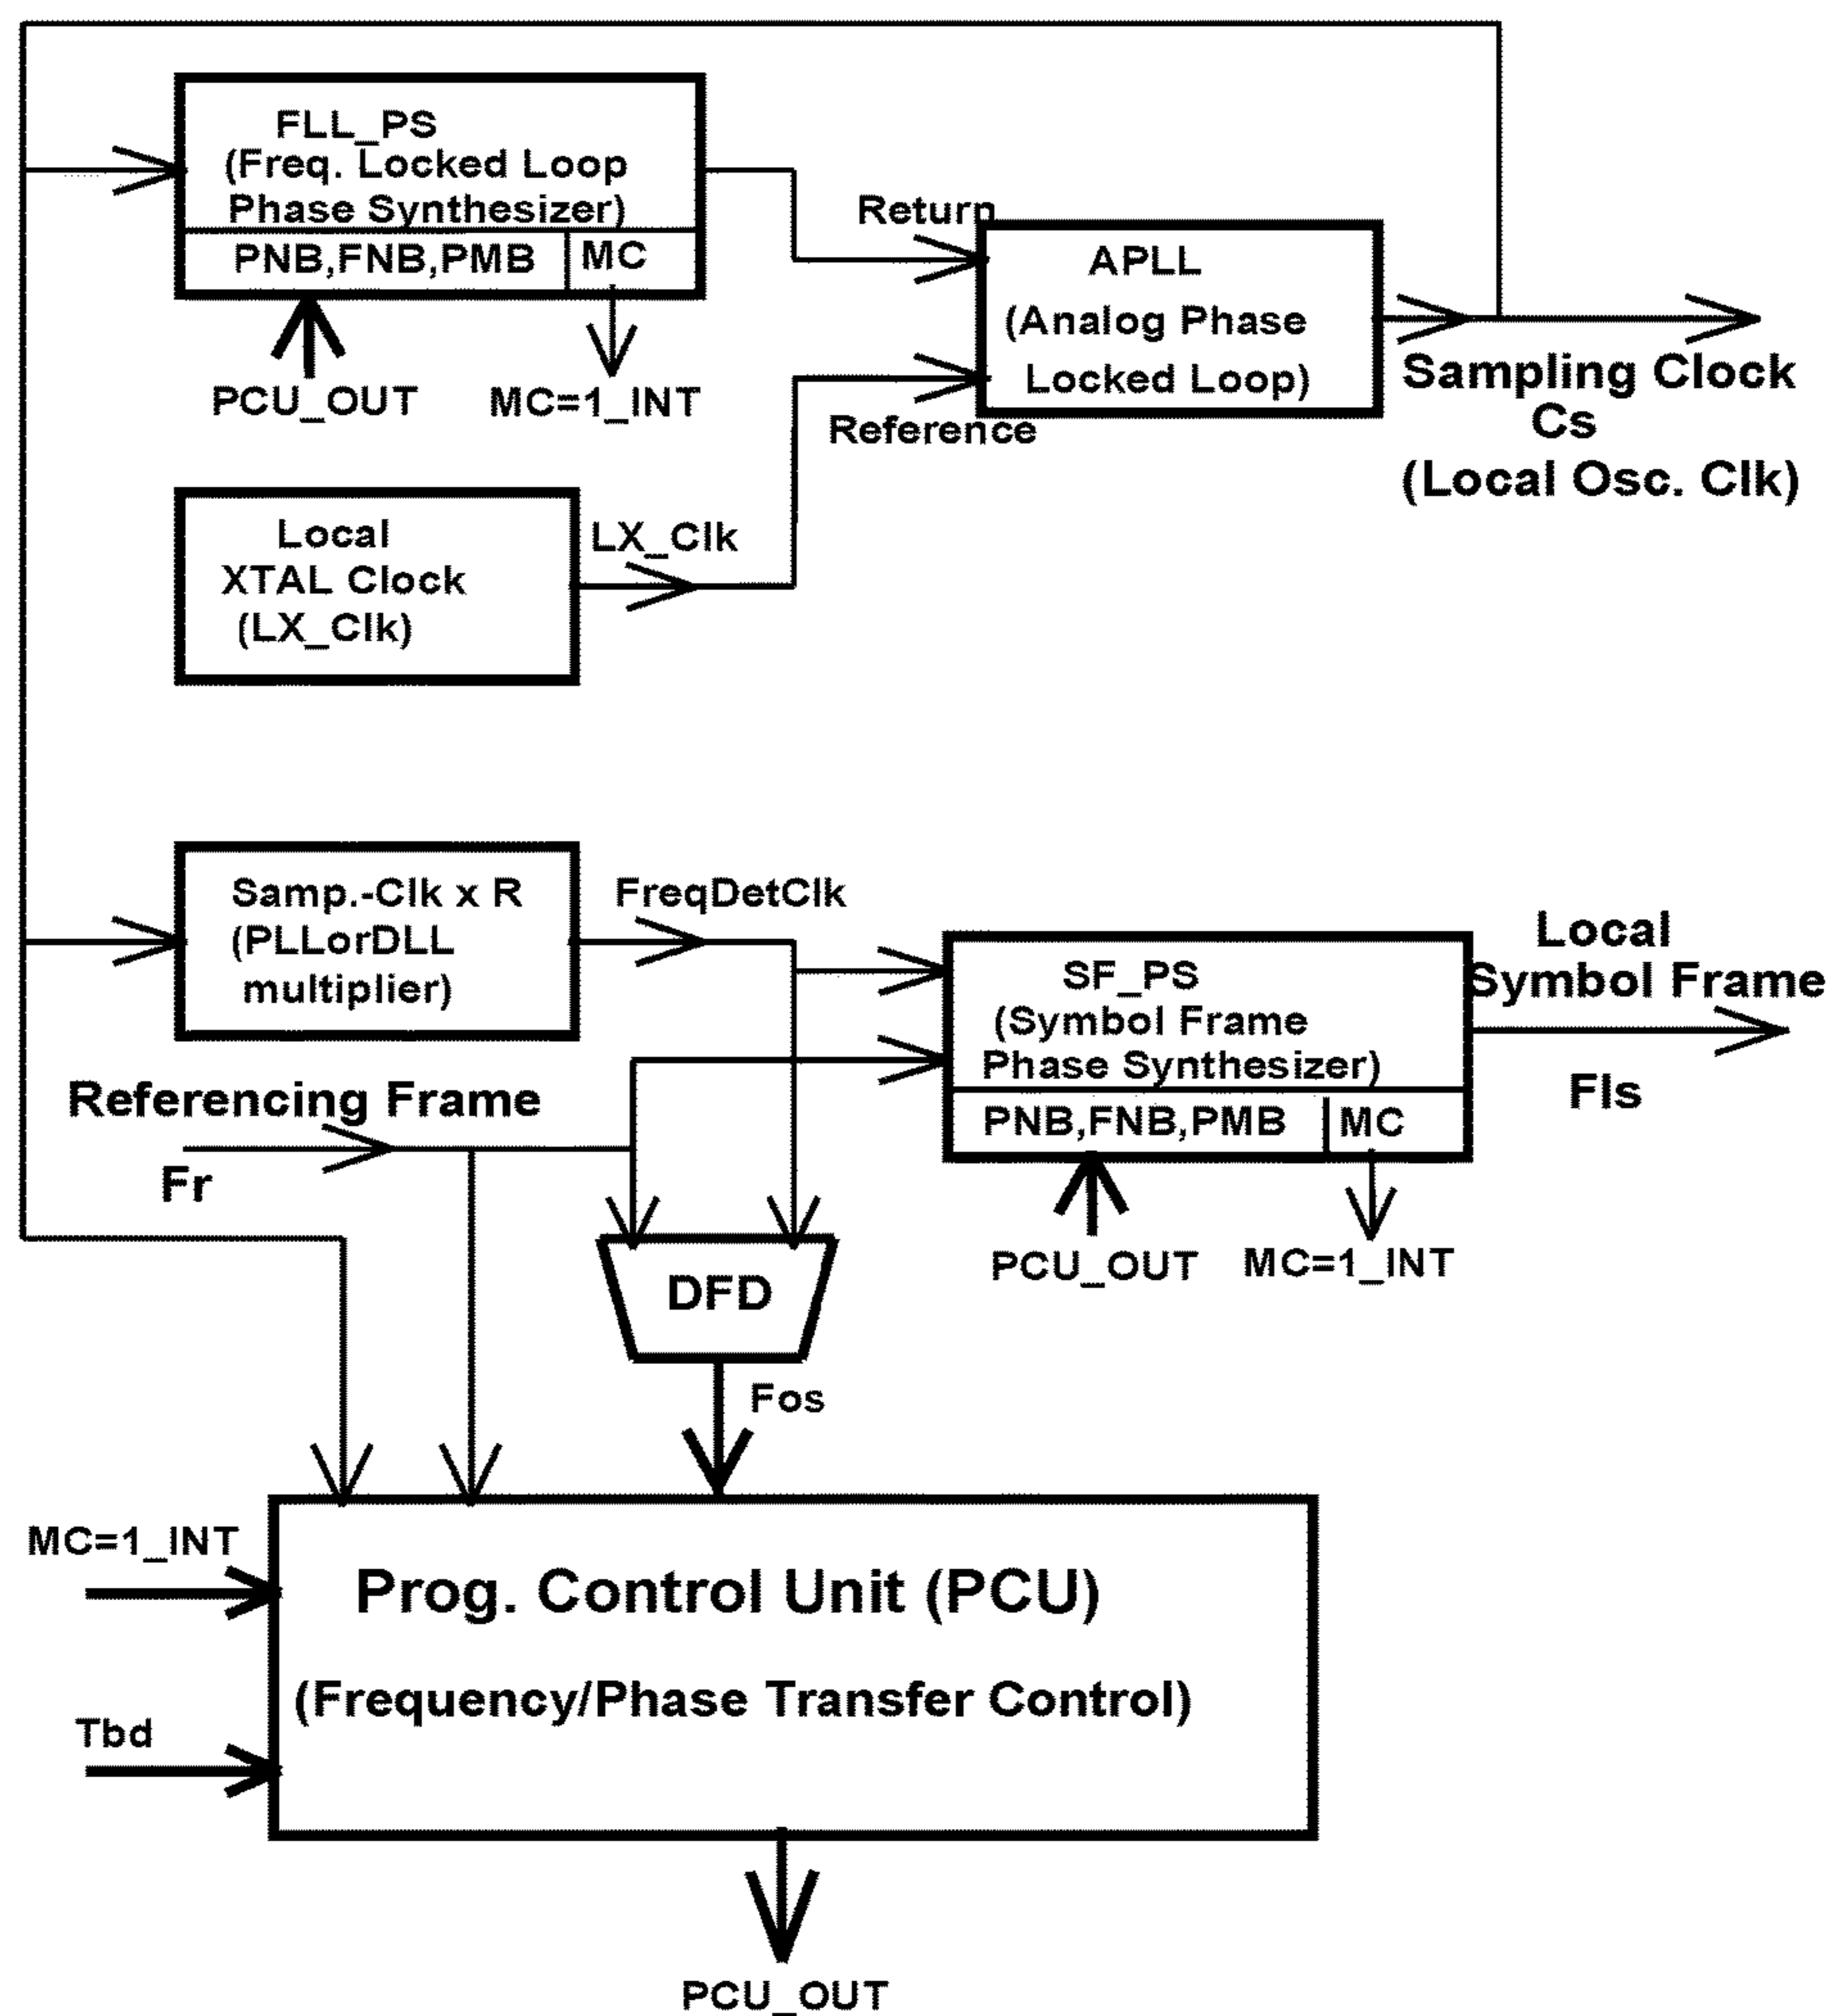 FLL_PS
(Freq. Locked Loop
Phase Synthesizer)
PNB,FNB,PMB
MC
PCU_OUT
MC=1_INT
Return
APLL
(Analog Phase
Locked Loop)
Reference
Sampling Clock
Cs
(Local Osc. Clk)
Local
XTAL Clock
(LX_Clk)
LX_Clk
Samp.-Clk x R
(PLLorDLL
multiplier)
FreqDetClk
SF_PS
(Symbol Frame
Phase Synthesizer)
PNB,FNB,PMB
MC
PCU_OUT
MC=1_INT
Local
Symbol Frame
Fls
Referencing Frame
Fr
DFD
Fos
MC=1_INT
Tbd
Prog. Control Unit (PCU)
(Frequency/Phase Transfer Control)
PCU_OUT